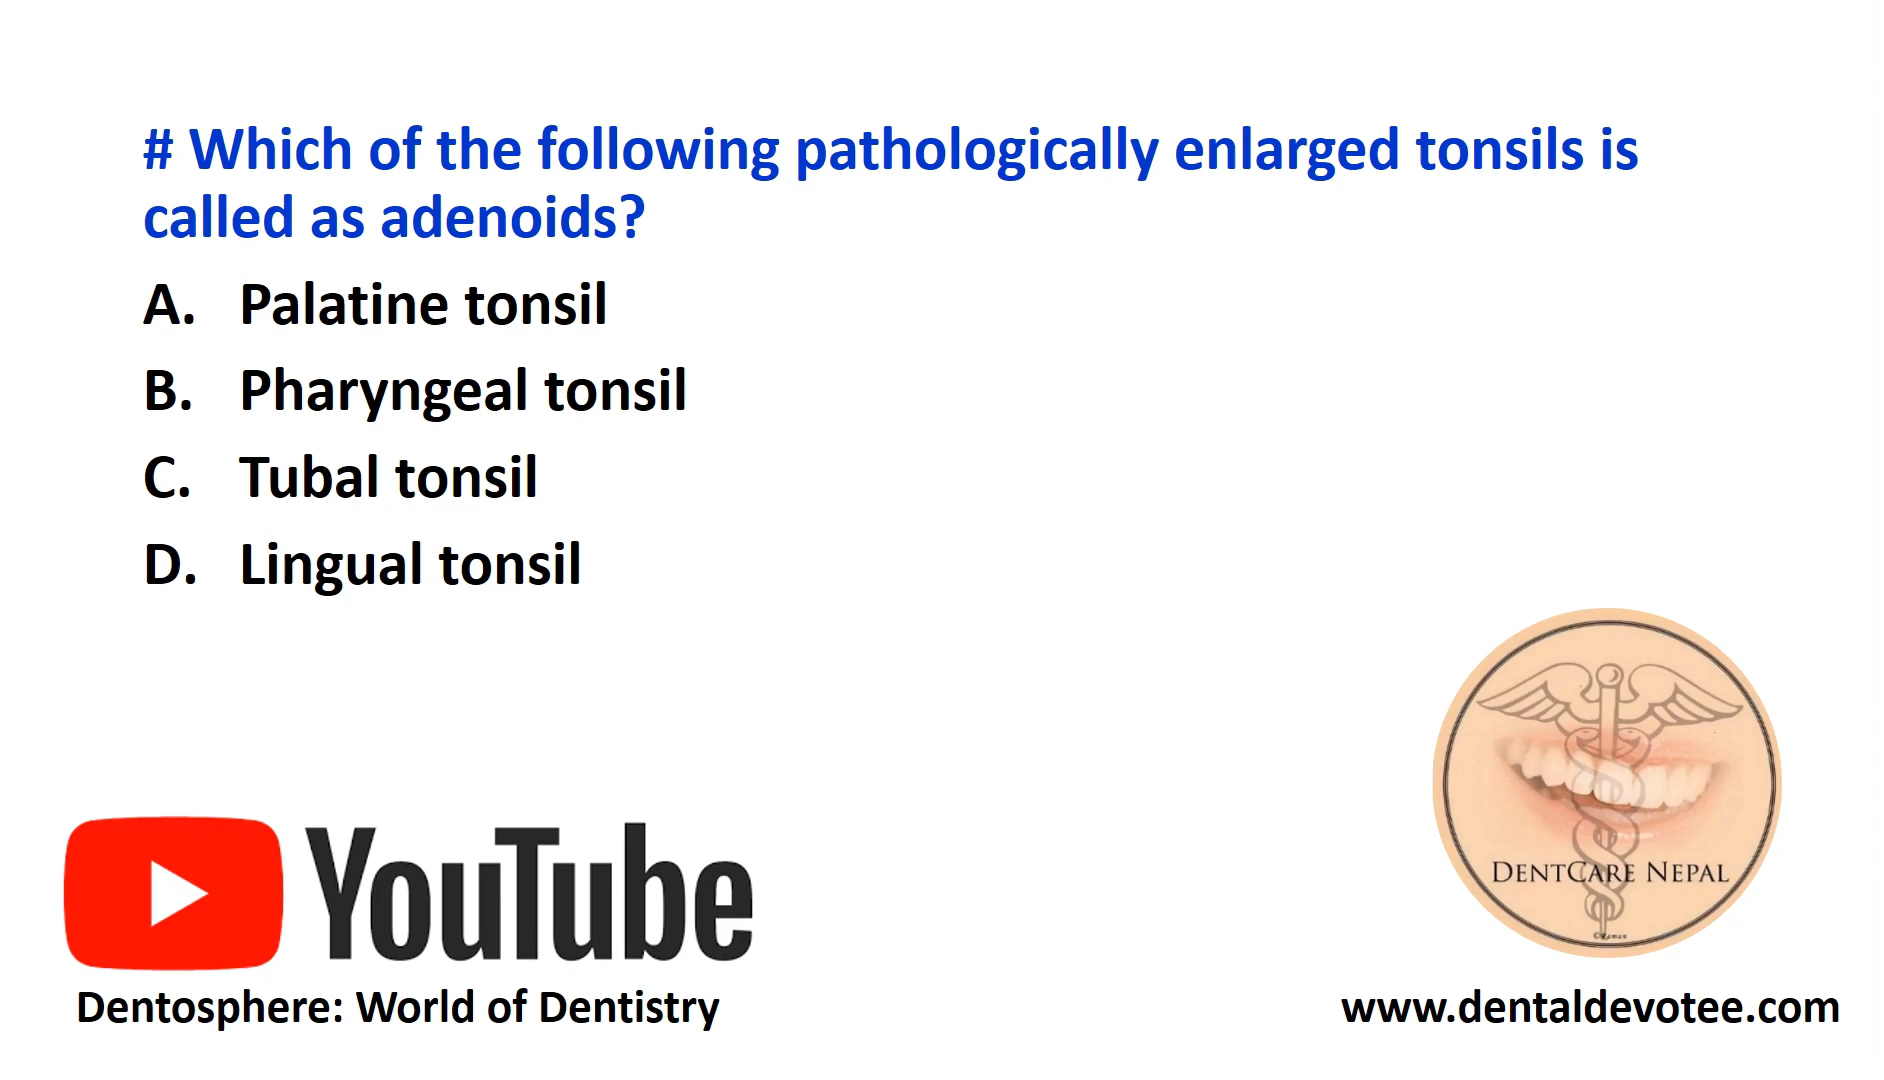 # Which of the following pathologically enlarged tonsils is
called as adenoids?
A. Palatine tonsil
B. Pharyngeal tonsil
C. Tubal tonsil
D. Lingual tonsil
DentCare Nepal
YouTube
Dentosphere: World of Dentistry
www.dentaldevotee.com